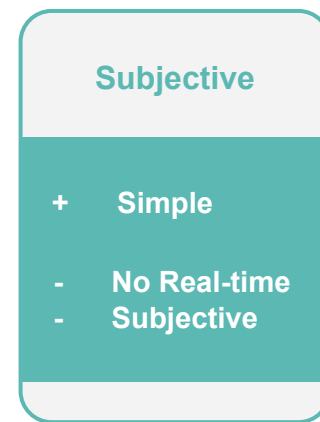 Subjective
+ Simple
- No Real-time
- Subjective